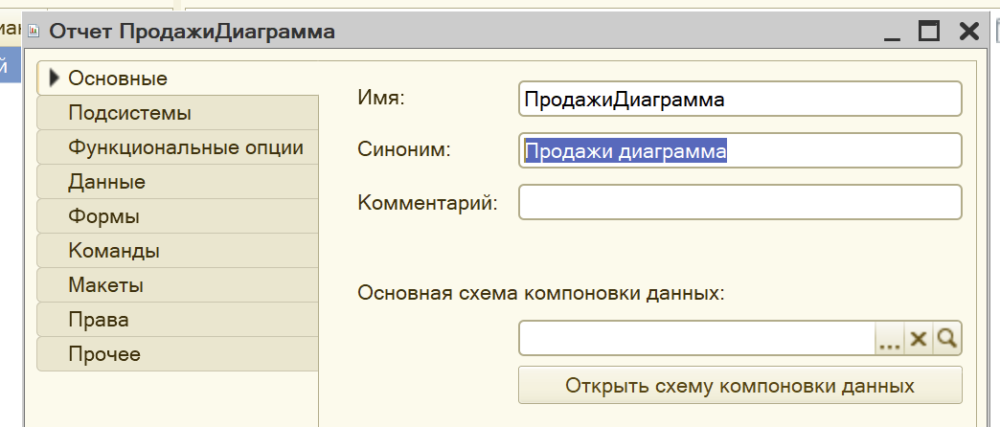 Отчет ПродажиДиаграмма
Основные
Подсистемы
Функциональные опции
Данные
Формы
Команды
Макеты
Права
Прочее
Имя:
ПродажиДиаграмма
Синоним:
Продажи диаграмма
Комментарий:
Основная схема компоновки данных:
...
Открыть схему компоновки данных